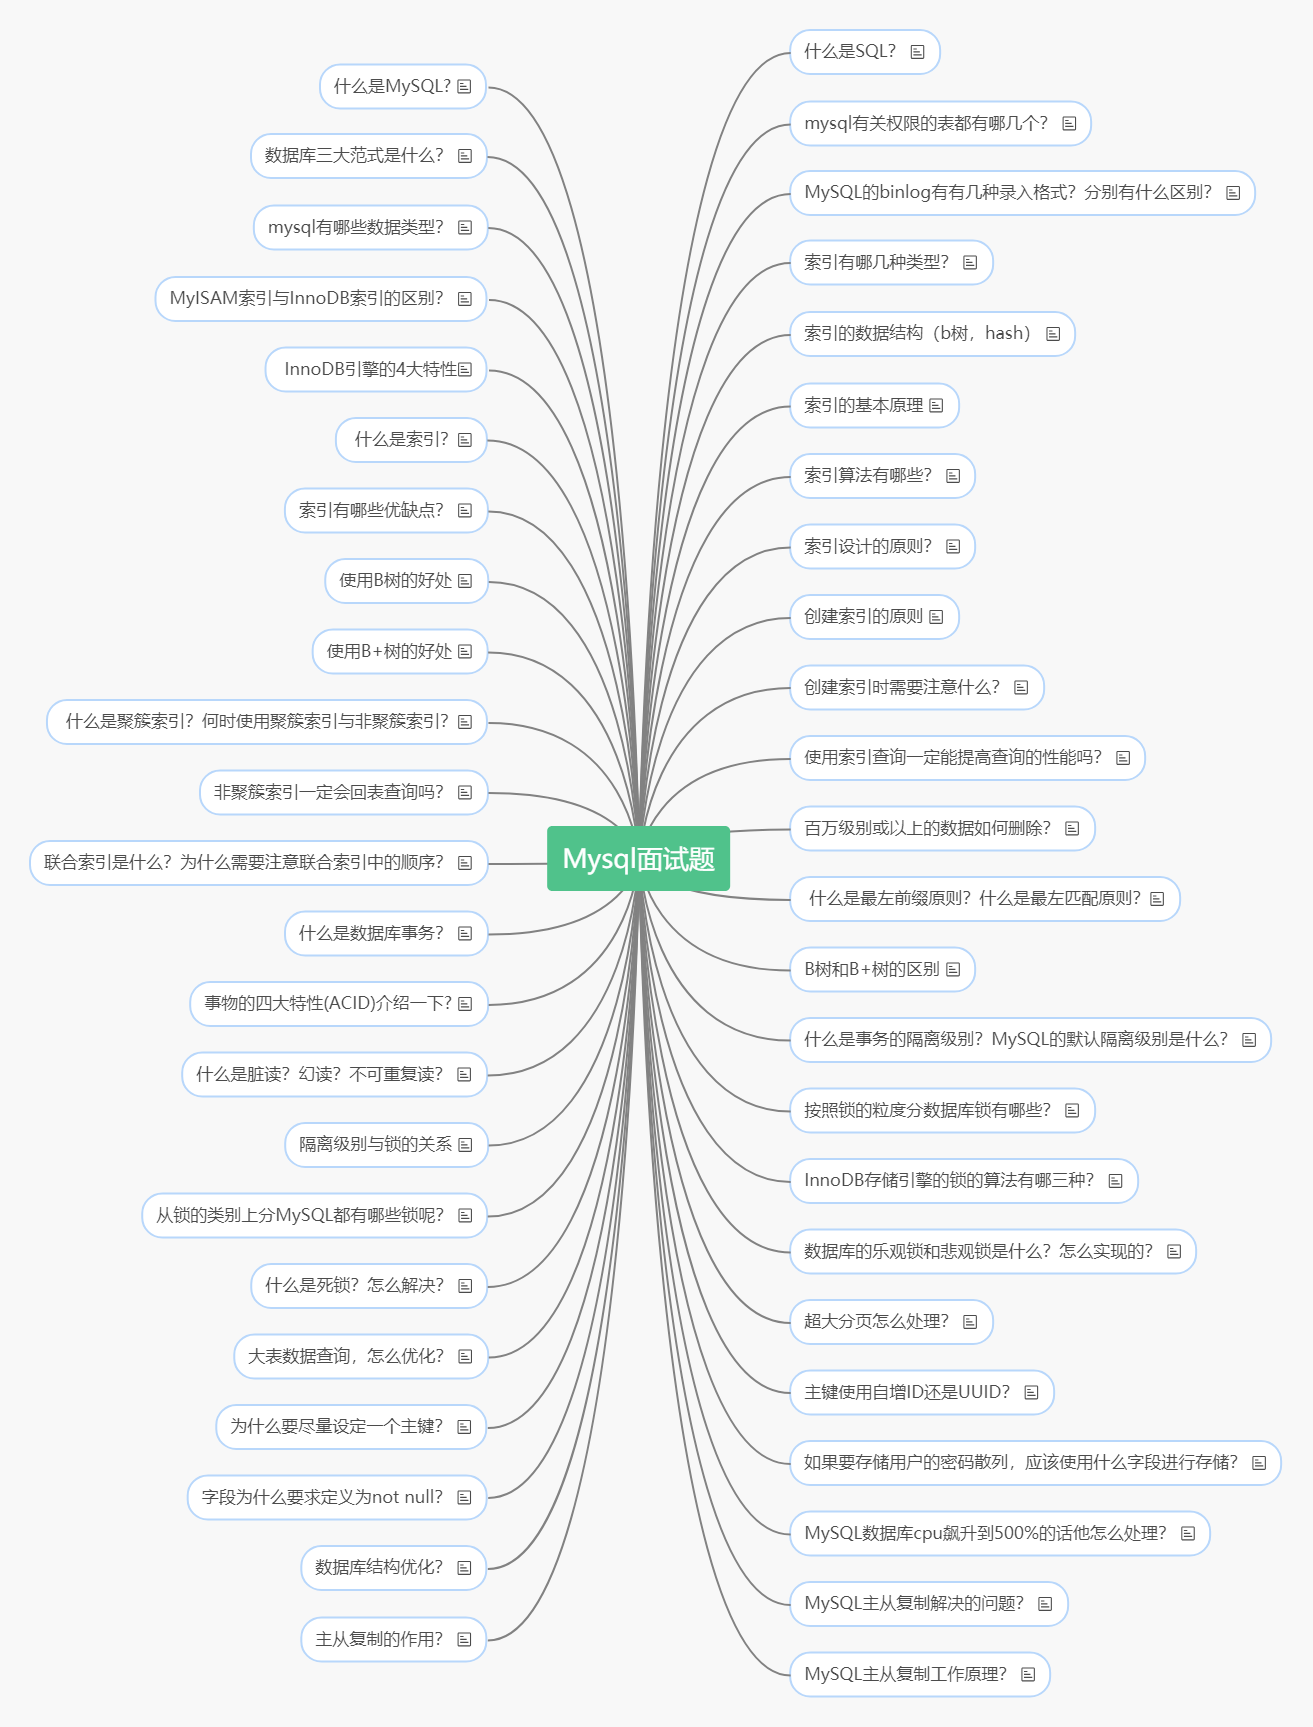 Mysql面试题
什么是MySQL?
数据库三大范式是什么？
mysql有哪些数据类型？
MyISAM索引与InnoDB索引的区别？
InnoDB引擎的4大特性
什么是索引？
索引有哪些优缺点？
使用B树的好处
使用B+树的好处
什么是聚簇索引？何时使用聚簇索引与非聚簇索引？
非聚簇索引一定会回表查询吗？
联合索引是什么？为什么需要注意联合索引中的顺序？
什么是数据库事务？
事物的四大特性(ACID)介绍一下?
什么是脏读？幻读？不可重复读？
隔离级别与锁的关系
从锁的类别上分MySQL都有哪些锁呢？
什么是死锁？怎么解决？
大表数据查询，怎么优化？
为什么要尽量设定一个主键？
字段为什么要求定义为not null？
数据库结构优化？
主从复制的作用？
什么是SQL？
mysql有关权限的表都有哪几个？
MySQL的binlog有有几种录入格式？分别有什么区别？
索引有哪几种类型？
索引的数据结构（b树，hash）
索引的基本原理
索引算法有哪些？
索引设计的原则？
创建索引的原则
创建索引时需要注意什么？
使用索引查询一定能提高查询的性能吗？
百万级别或以上的数据如何删除？
什么是最左前缀原则？什么是最左匹配原则？
B树和B+树的区别
什么是事务的隔离级别？MySQL的默认隔离级别是什么？
按照锁的粒度分数据库锁有哪些？
InnoDB存储引擎的锁的算法有哪三种？
数据库的乐观锁和悲观锁是什么？怎么实现的？
超大分页怎么处理？
主键使用自增ID还是UUID？
如果要存储用户的密码散列，应该使用什么字段进行存储？
MySQL数据库cpu飙升到500%的话他怎么处理？
MySQL主从复制解决的问题？
MySQL主从复制工作原理？